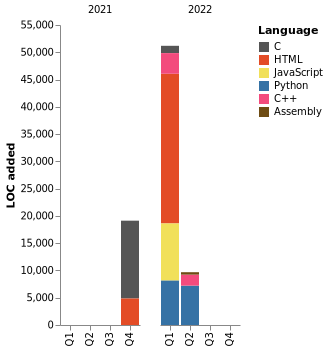 2021
2022
Language
C
HTML
JavaScript
Python
C++
Assembly
LOC added
55,000
50,000
45,000
40,000
35,000
30,000
25,000
20,000
15,000
10,000
5,000
0
Q1
Q2
Q3
Q4
Q1
Q2
Q3
Q4